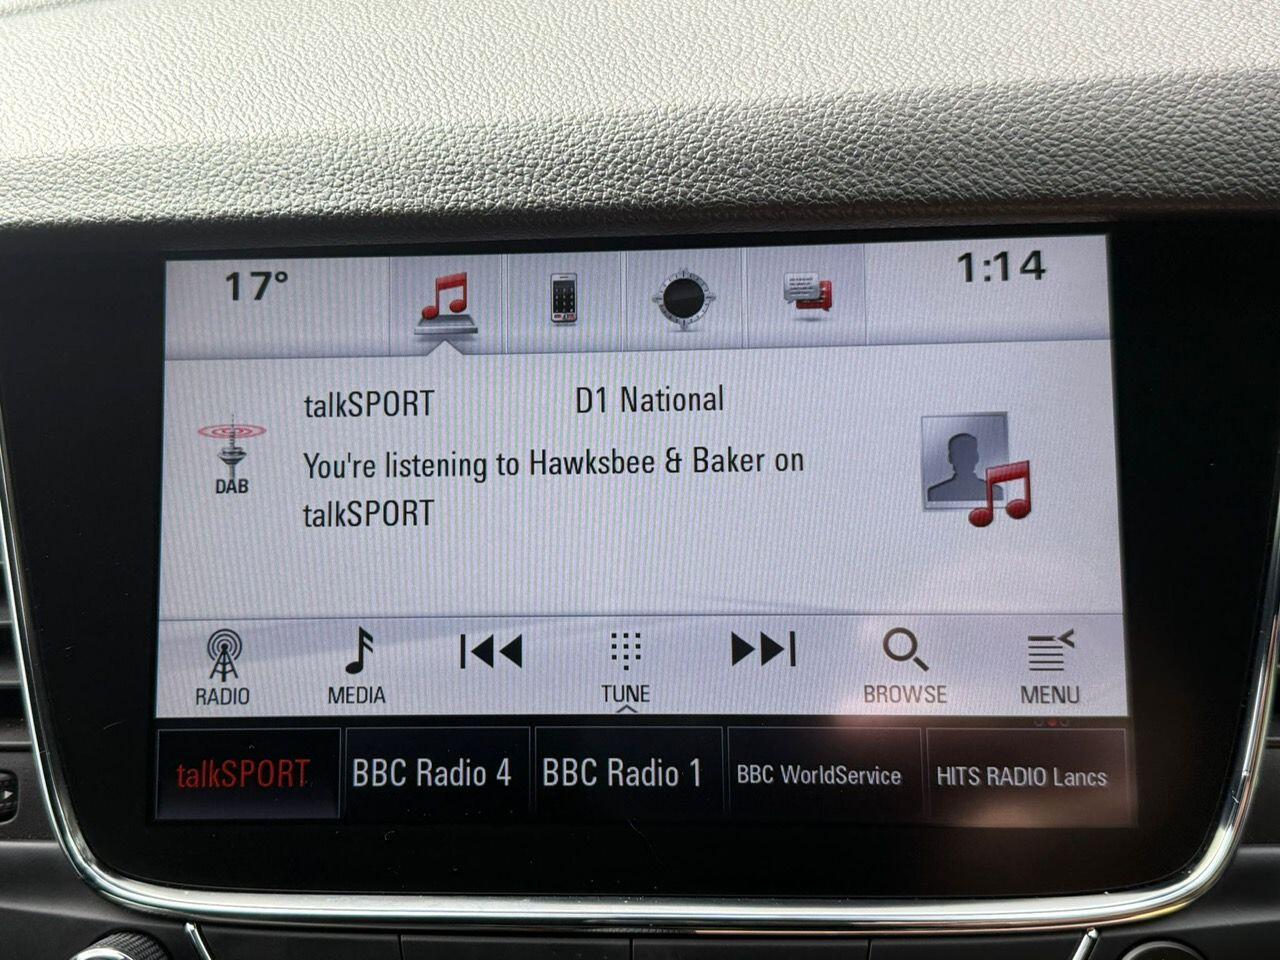 17°
1:14
talkSPORT D1 National
DAB
You're listening to Hawksbee & Baker on
talkSPORT
RADIO
MEDIA
TUNE
BROWSE
MENU
talkSPORT
BBC Radio 4
BBC Radio 1
BBC WorldService
HITS RADIO Lancs